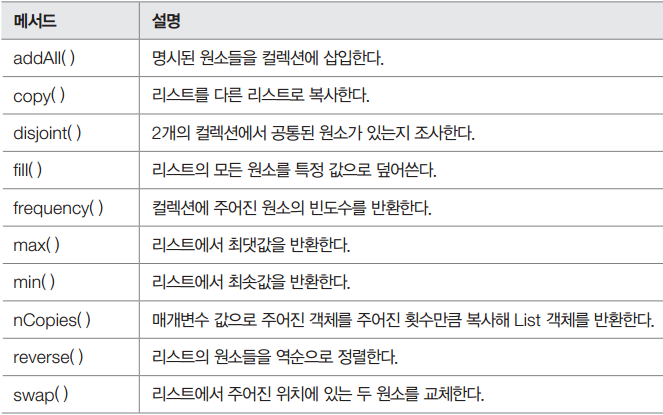 메서드 설명
addAll( ) 명시된 원소들을 컬렉션에 삽입한다.
copy( ) 리스트를 다른 리스트로 복사한다.
disjoint( ) 2개의 컬렉션에서 공통된 원소가 있는지 조사한다.
fill( ) 리스트의 모든 원소를 특정 값으로 덮어쓴다.
frequency( ) 컬렉션에 주어진 원소의 빈도수를 반환한다.
max( ) 리스트에서 최댓값을 반환한다.
min( ) 리스트에서 최솟값을 반환한다.
nCopies( ) 매개변수 값으로 주어진 객체를 주어진 횟수만큼 복사해 List 객체를 반환한다.
reverse( ) 리스트의 원소들을 역순으로 정렬한다.
swap( ) 리스트에서 주어진 위치에 있는 두 원소를 교체한다.